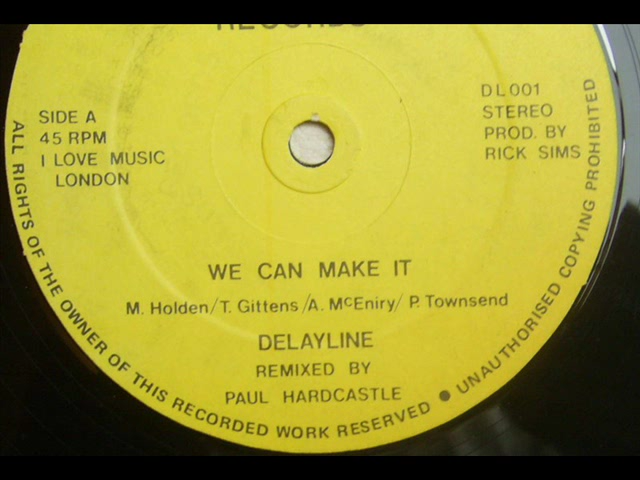 RECORDS
SIDE A
45 RPM
I LOVE MUSIC
LONDON
DL001
STEREO
PROD. BY
RICK SIMS
WE CAN MAKE IT
M. Holden/T. Gittens/A. McEniry/P. Townsend
DELAYLINE
REMIXED BY
PAUL HARDCASTLE
ALL RIGHTS OF THE OWNER OF THIS RECORDED WORK RESERVED ● UNAUTHORISED COPYING PROHIBITED